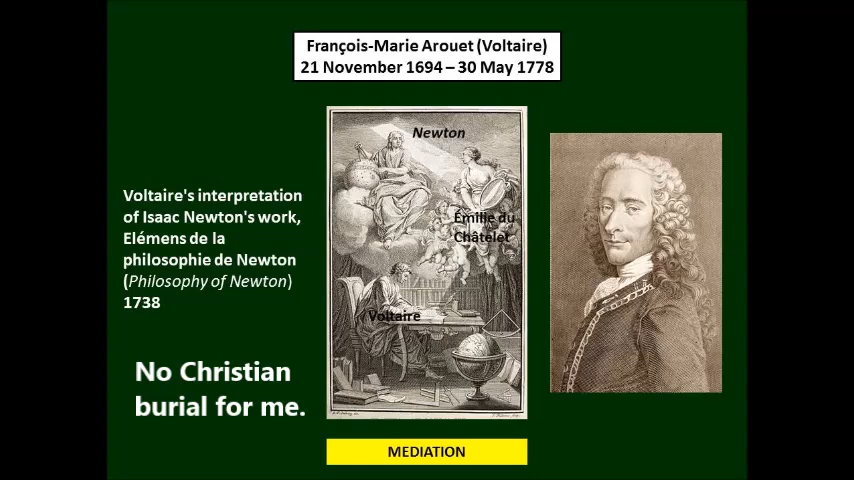 François-Marie Arouet (Voltaire)
21 November 1694 – 30 May 1778
Newton
Voltaire's interpretation
of Isaac Newton's work,
Elémens de la
philosophie de Newton
(Philosophy of Newton)
1738
Émilie du
Châtelet
Voltaire
No Christian
burial for me.
MEDIATION